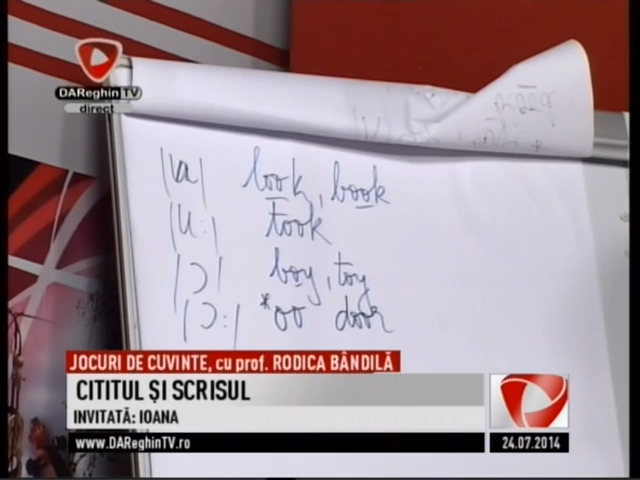 DAReghin TV
direct
|u| look, book
|u:| took
|ɔ| boy, toy
|ɔ:| *oo door
JOCURI DE CUVINTE, cu prof. RODICA BÂNDILĂ
CITITUL ȘI SCRISUL
INVITATĂ: IOANA
www.DAReghinTV.ro
24.07.2014